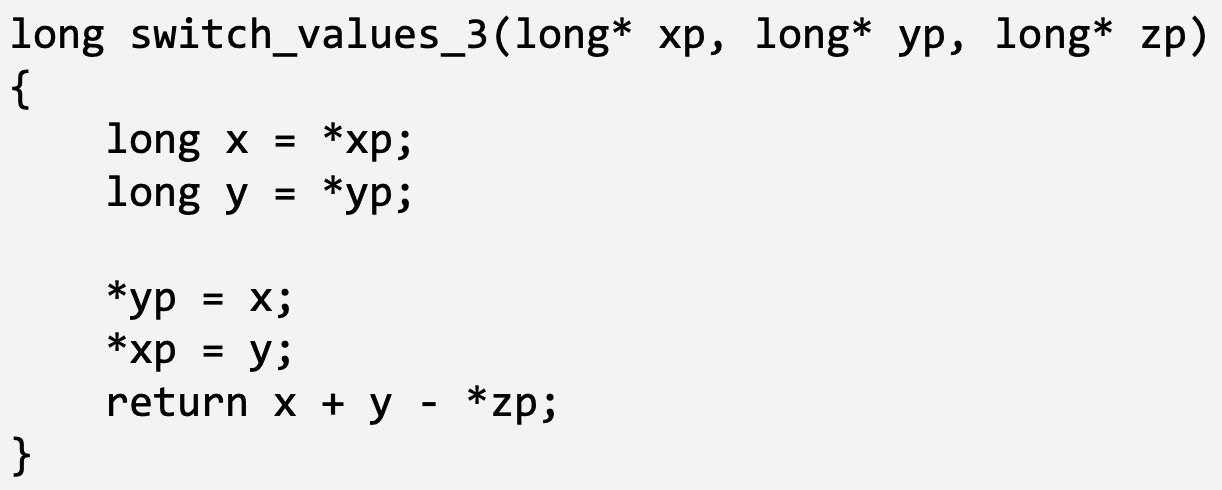 long switch_values_3(long* xp, long* yp, long* zp)
{
    long x = *xp;
    long y = *yp;

    *yp = x;
    *xp = y;
    return x + y - *zp;
}